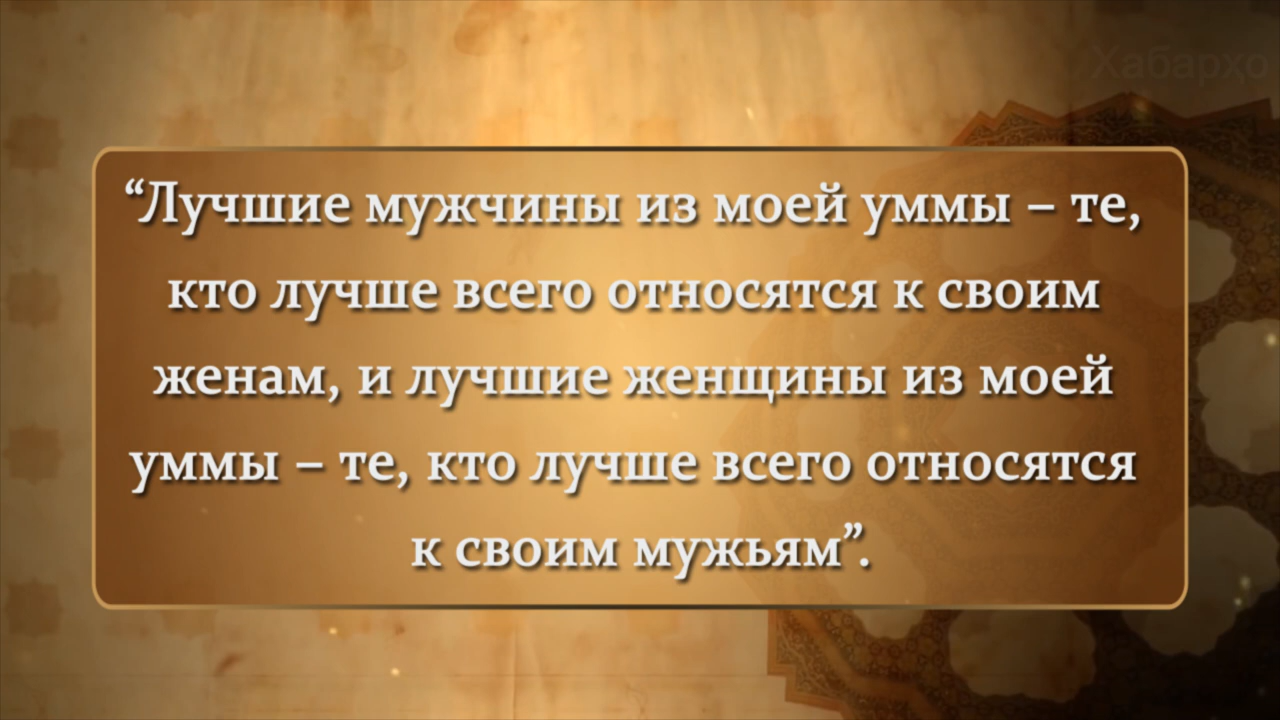 Хабарҳо
“Лучшие мужчины из моей уммы – те,
кто лучше всего относятся к своим
женам, и лучшие женщины из моей
уммы – те, кто лучше всего относятся
к своим мужьям”.